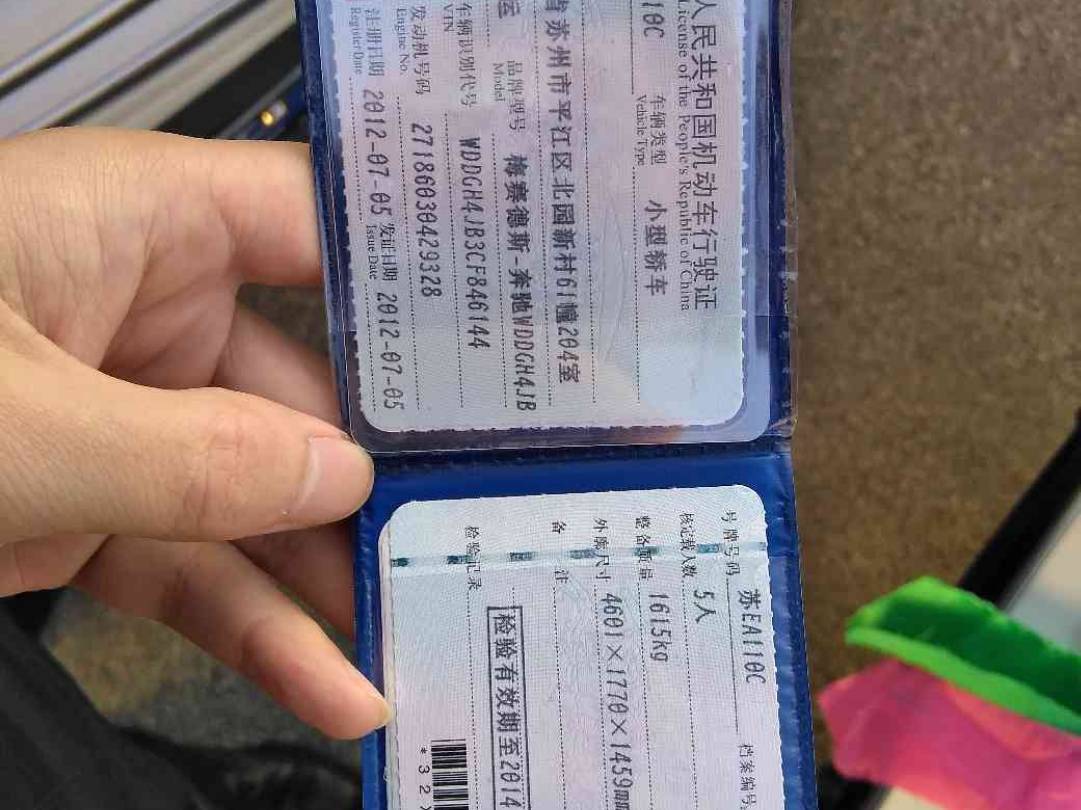 人民共和国机动车行驶证
License of the People's Republic of China
10C 车辆类型 小型轿车
Vehicle Type
省苏州市平江区北园新村61幢204室
运 品牌型号 梅赛德斯-奔驰WDDGH4JB
Model
车辆识别代号 WDDGH4JB3CF846144
VIN
发动机号码 27186030429328
Engine No.
注册日期 2012-07-05 发证日期 2012-07-05
Register Date Issue Date
号牌号码 苏EA110C 档案编号
核定载人数 5人
整备质量 1615kg
外廓尺寸 4601×1770×1459mm
备 注
检验有效期至2014
检验记录
*32